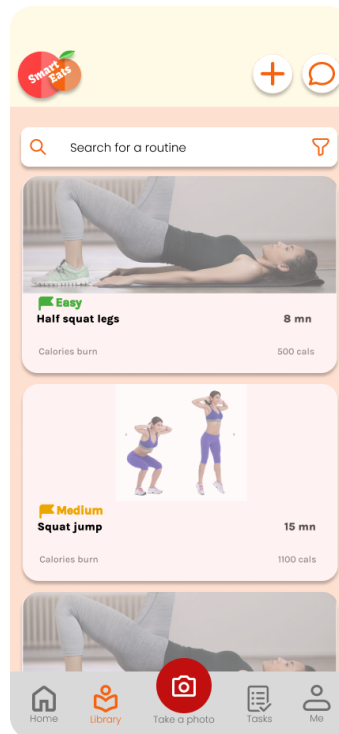 Smart
Eats
Search for a routine
Easy
Half squat legs 8 mn
Calories burn 500 cals
Medium
Squat jump 15 mn
Calories burn 1100 cals
Home Library Take a photo Tasks Me